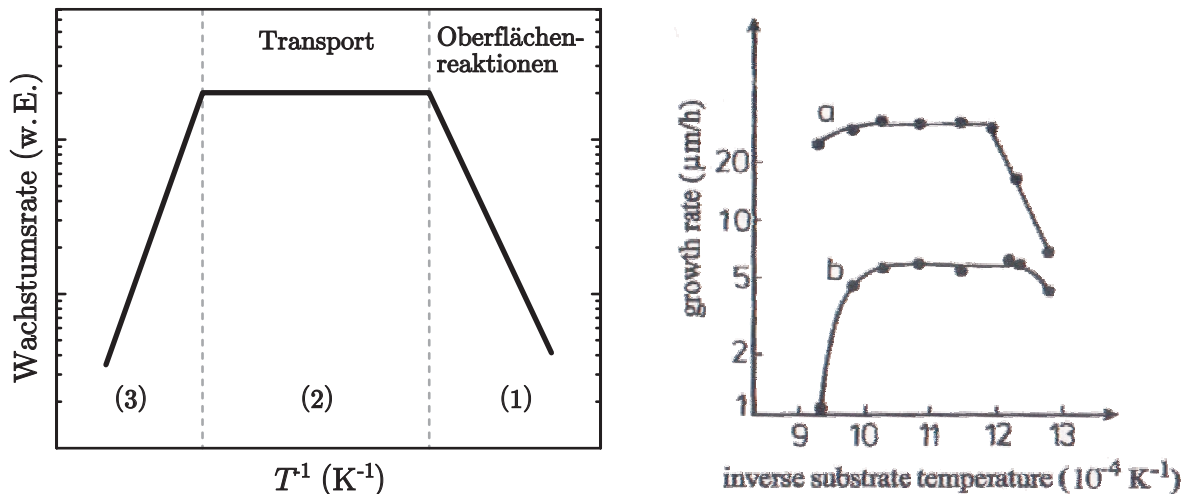 Transport
Oberflächen-
reaktionen
Wachstumsrate (w. E.)
(3)
(2)
(1)
T⁻¹ (K⁻¹)
a
b
growth rate (μm/h)
20
10
5
2
1
9 10 11 12 13
inverse substrate temperature (10⁻⁴ K⁻¹)